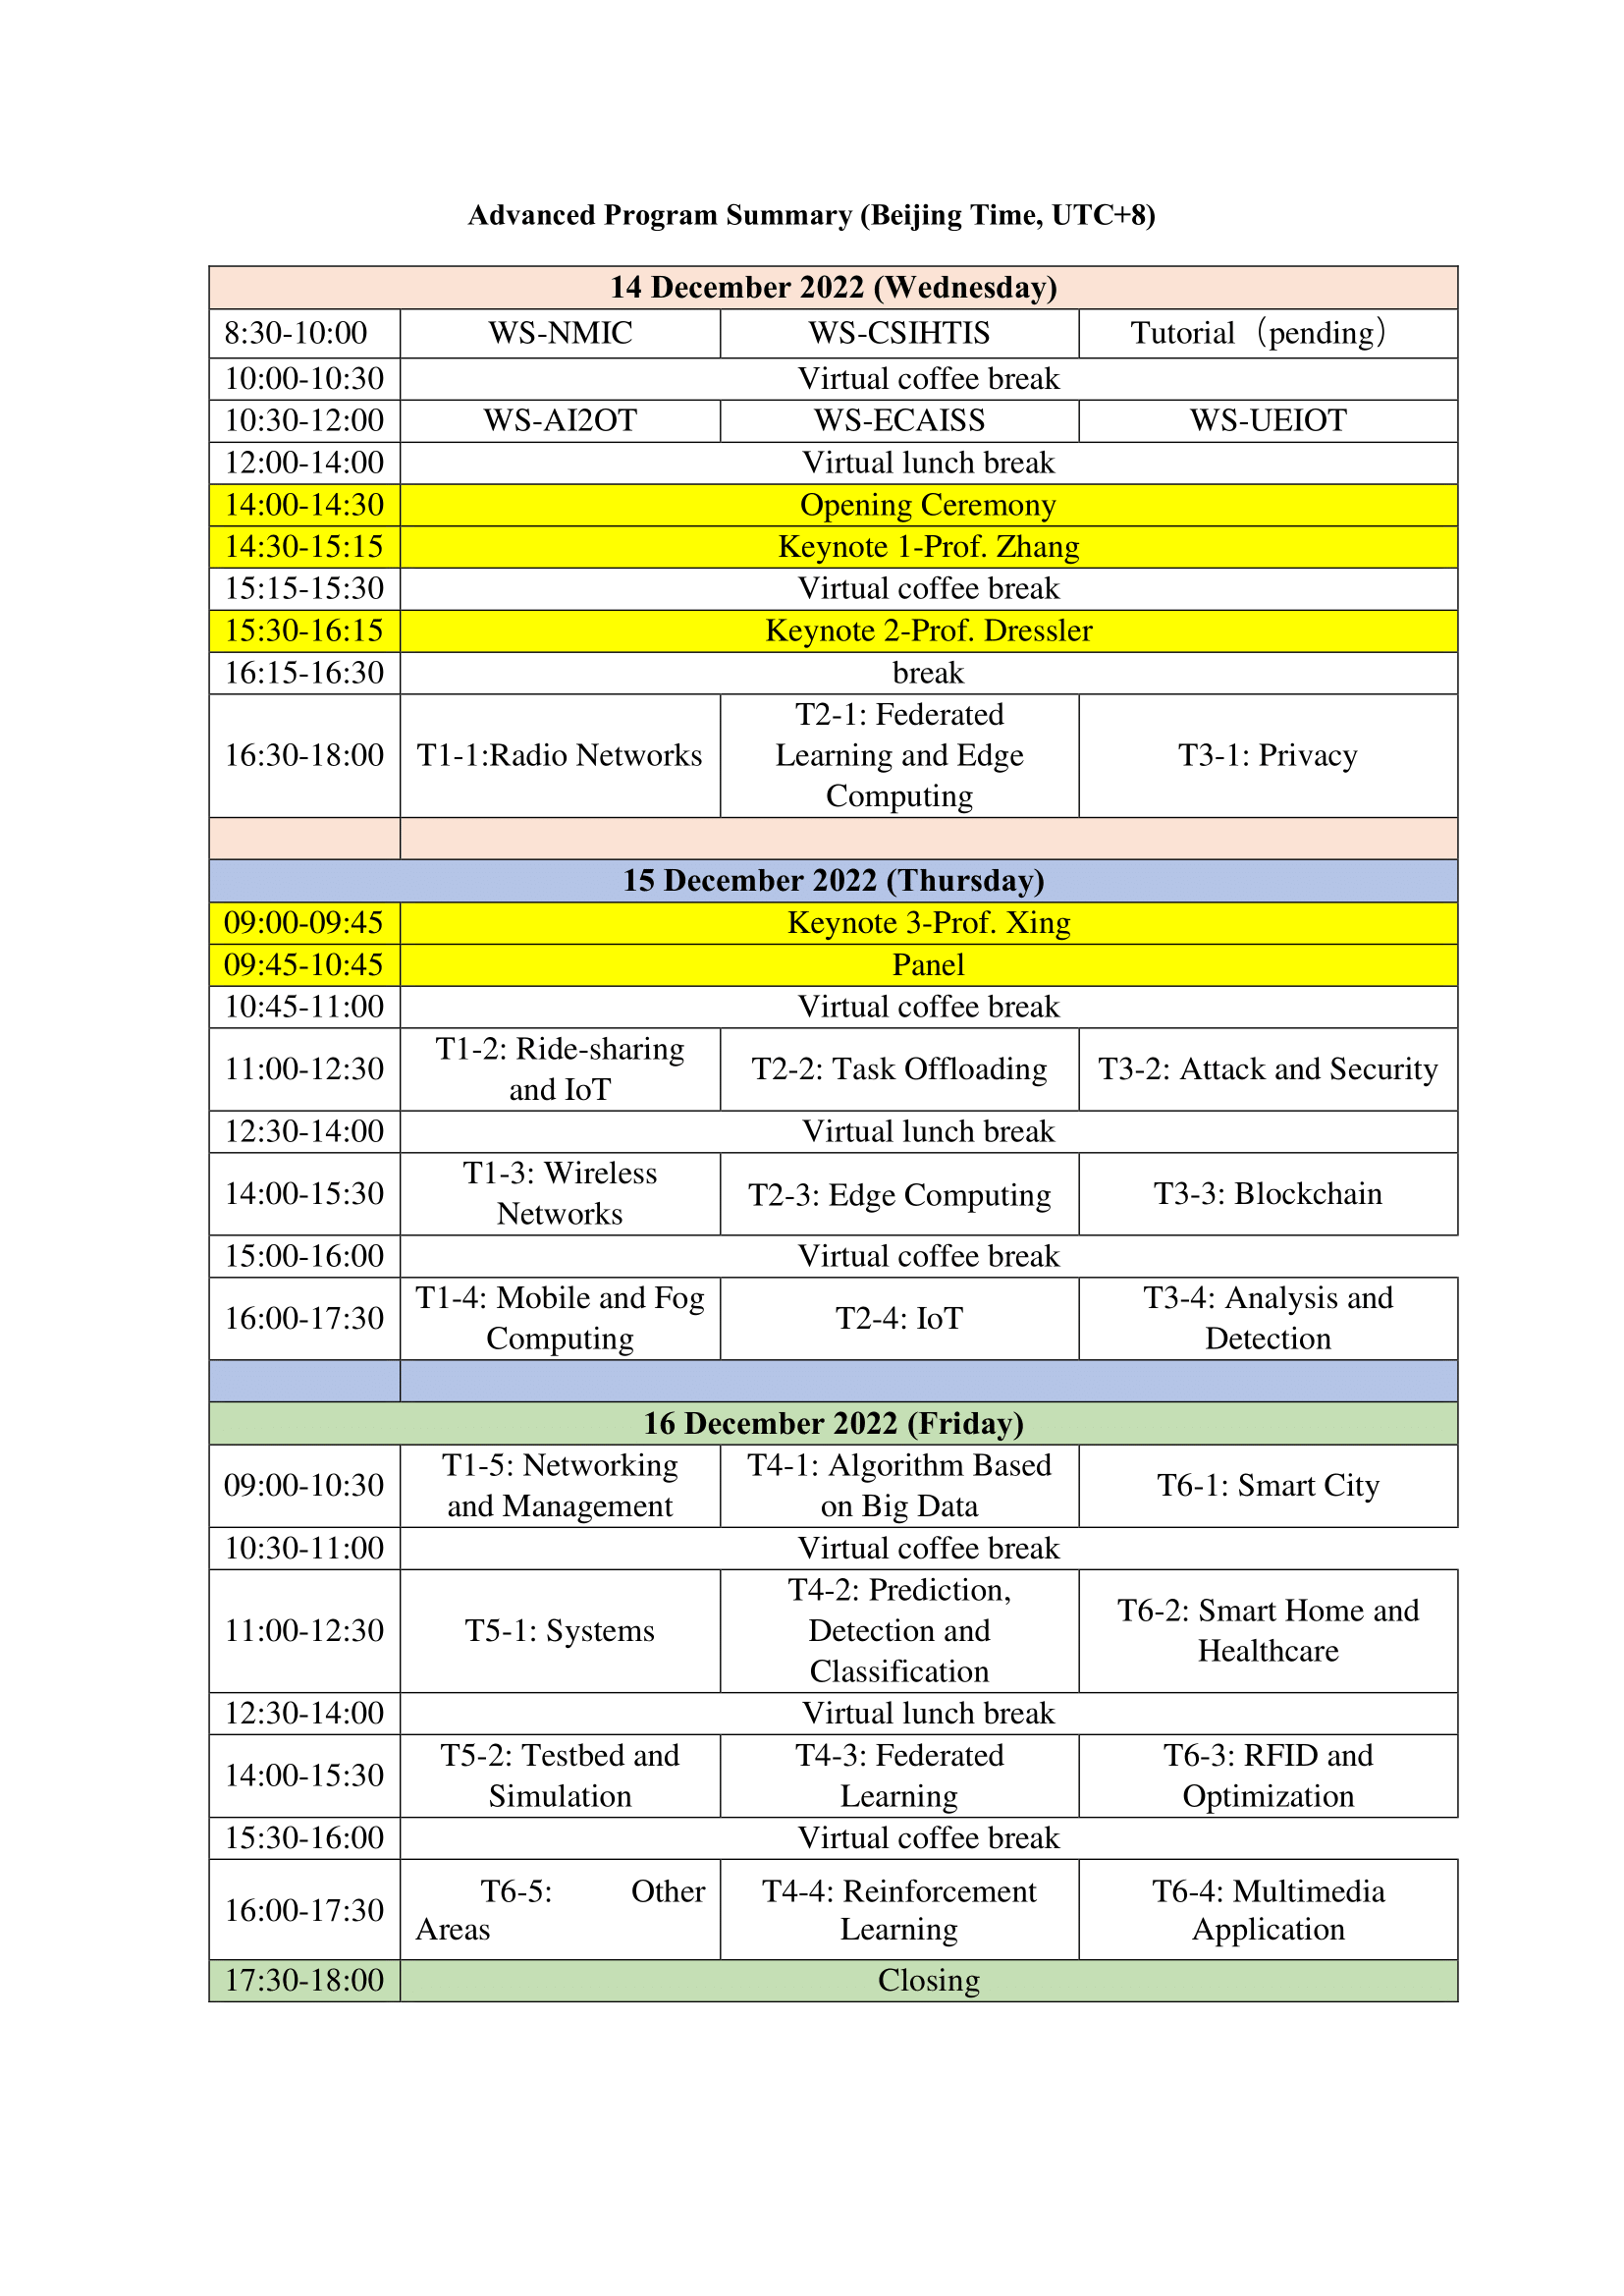 Advanced Program Summary (Beijing Time, UTC+8)
14 December 2022 (Wednesday)
8:30-10:00 WS-NMIC WS-CSIHTIS Tutorial（pending）
10:00-10:30 Virtual coffee break
10:30-12:00 WS-AI2OT WS-ECAISS WS-UEIOT
12:00-14:00 Virtual lunch break
14:00-14:30 Opening Ceremony
14:30-15:15 Keynote 1-Prof. Zhang
15:15-15:30 Virtual coffee break
15:30-16:15 Keynote 2-Prof. Dressler
16:15-16:30 break
16:30-18:00
T1-1:Radio Networks
T2-1: Federated
Learning and Edge
Computing
T3-1: Privacy
15 December 2022 (Thursday)
09:00-09:45 Keynote 3-Prof. Xing
09:45-10:45 Panel
10:45-11:00 Virtual coffee break
11:00-12:30
T1-2: Ride-sharing
and IoT
T2-2: Task Offloading
T3-2: Attack and Security
12:30-14:00 Virtual lunch break
14:00-15:30
T1-3: Wireless
Networks
T2-3: Edge Computing
T3-3: Blockchain
15:00-16:00 Virtual coffee break
16:00-17:30
T1-4: Mobile and Fog
Computing
T2-4: IoT
T3-4: Analysis and
Detection
16 December 2022 (Friday)
09:00-10:30
T1-5: Networking
and Management
T4-1: Algorithm Based
on Big Data
T6-1: Smart City
10:30-11:00 Virtual coffee break
11:00-12:30
T5-1: Systems
T4-2: Prediction,
Detection and
Classification
T6-2: Smart Home and
Healthcare
12:30-14:00 Virtual lunch break
14:00-15:30
T5-2: Testbed and
Simulation
T4-3: Federated
Learning
T6-3: RFID and
Optimization
15:30-16:00 Virtual coffee break
16:00-17:30
T6-5: Other
Areas
T4-4: Reinforcement
Learning
T6-4: Multimedia
Application
17:30-18:00 Closing